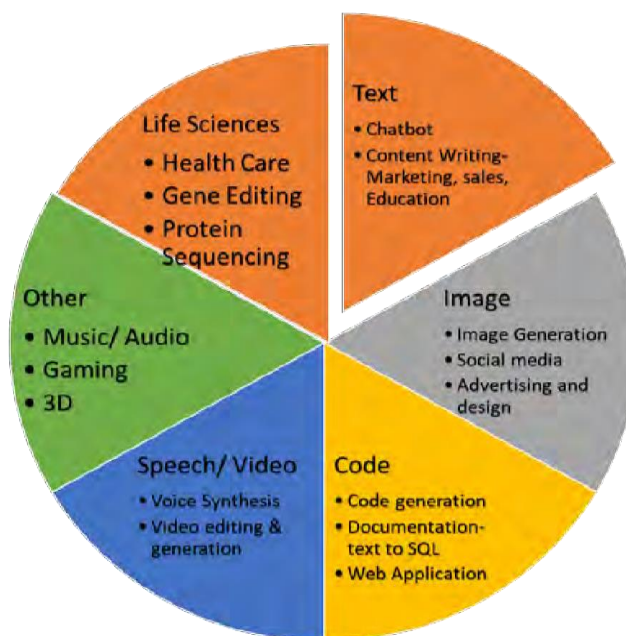 Text
• Chatbot
• Content Writing-
Marketing, sales,
Education
Image
• Image Generation
• Social media
• Advertising and
design
Code
• Code generation
• Documentation-
text to SQL
• Web Application
Speech/ Video
• Voice Synthesis
• Video editing &
generation
Other
• Music/ Audio
• Gaming
• 3D
Life Sciences
• Health Care
• Gene Editing
• Protein
Sequencing